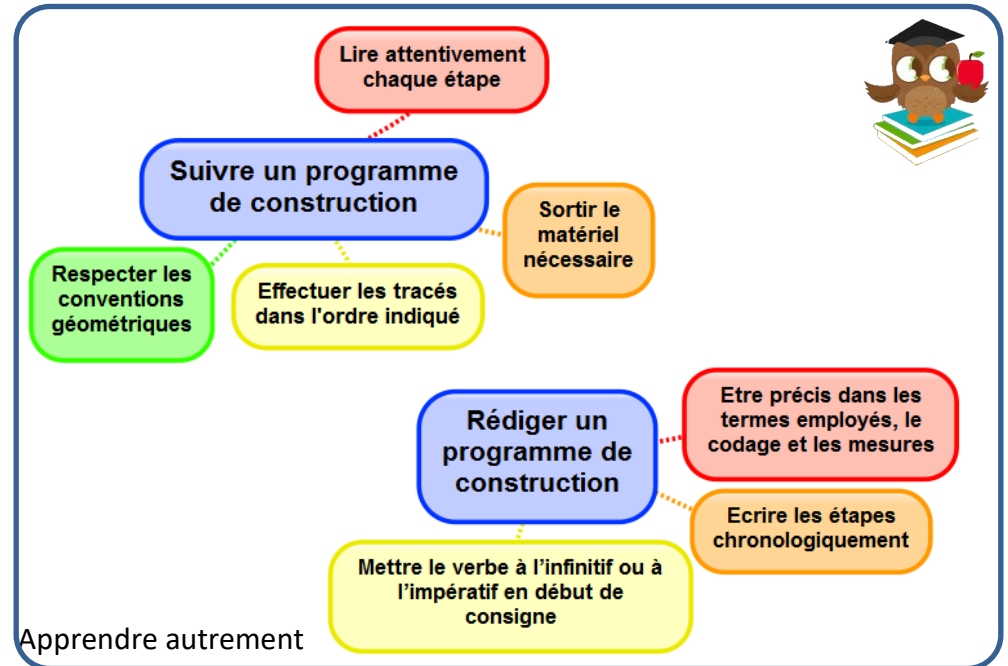 Lire attentivement
chaque étape
Suivre un programme
de construction
Sortir le
matériel
nécessaire
Respecter les
conventions
géométriques
Effectuer les tracés
dans l'ordre indiqué
Rédiger un
programme de
construction
Etre précis dans les
termes employés, le
codage et les mesures
Ecrire les étapes
chronologiquement
Mettre le verbe à l’infinitif ou à
l’impératif en début de
consigne
Apprendre autrement